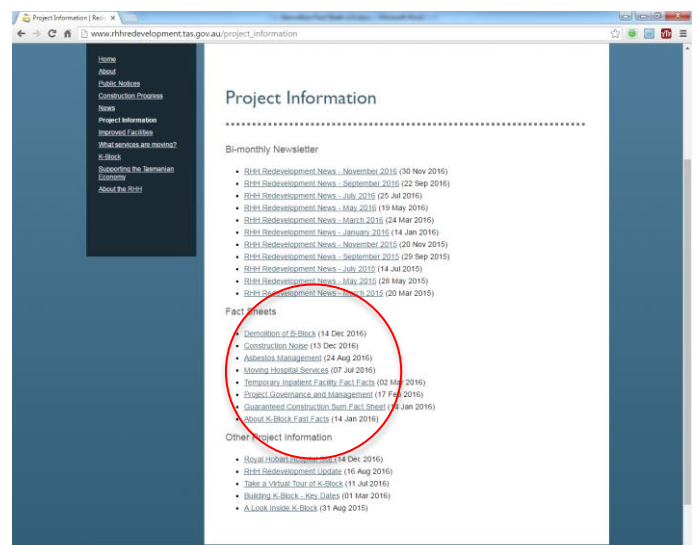 Project Information | Red
www.rhhredevelopment.tas.gov.au/project_information
Home
About
Public Notices
Construction Progress
News
Project Information
Improved Facilities
What services are moving?
K-Block
Supporting the Tasmanian
Economy
About the RHH
Project Information
Bi-monthly Newsletter
RHH Redevelopment News - November 2016 (30 Nov 2016)
RHH Redevelopment News - September 2016 (22 Sep 2016)
RHH Redevelopment News - July 2016 (25 Jul 2016)
RHH Redevelopment News - May 2016 (19 May 2016)
RHH Redevelopment News - March 2016 (24 Mar 2016)
RHH Redevelopment News - January 2016 (14 Jan 2016)
RHH Redevelopment News - November 2015 (20 Nov 2015)
RHH Redevelopment News - September 2015 (29 Sep 2015)
RHH Redevelopment News - July 2015 (14 Jul 2015)
RHH Redevelopment News - May 2015 (28 May 2015)
RHH Redevelopment News - March 2015 (20 Mar 2015)
Fact Sheets
Demolition of B-Block (14 Dec 2016)
Construction Noise (13 Dec 2016)
Asbestos Management (24 Aug 2016)
Moving Hospital Services (07 Jul 2016)
Temporary Inpatient Facility Fact Facts (02 Mar 2016)
Project Governance and Management (17 Feb 2016)
Guaranteed Construction Sum Fact Sheet (14 Jan 2016)
About K-Block Fast Facts (14 Jan 2016)
Other Project Information
Royal Hobart Hospital Site (14 Dec 2016)
RHH Redevelopment Update (16 Aug 2016)
Take a Virtual Tour of K-Block (11 Jul 2016)
Building K-Block - Key Dates (01 Mar 2016)
A Look Inside K-Block (31 Aug 2015)